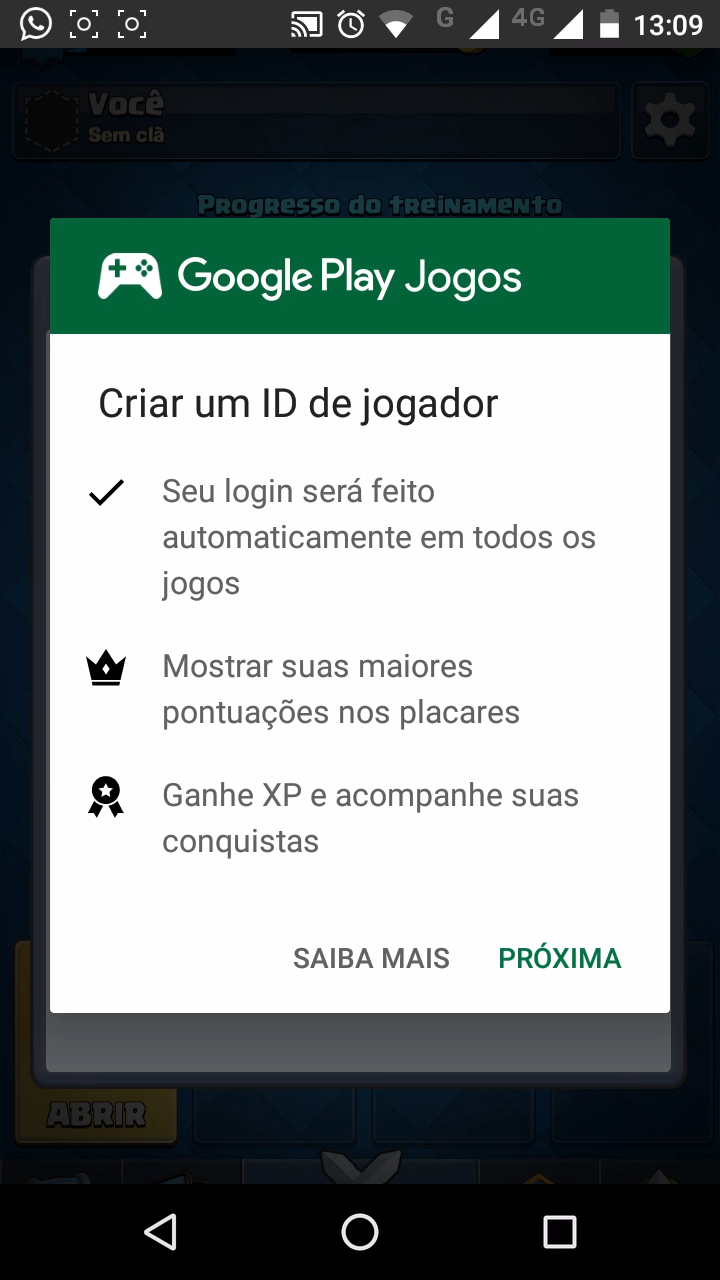 G 4G 13:09
Você
Sem clã
Progresso do treinamento
Google Play Jogos
Criar um ID de jogador
Seu login será feito
automaticamente em todos os
jogos
Mostrar suas maiores
pontuações nos placares
Ganhe XP e acompanhe suas
conquistas
SAIBA MAIS PRÓXIMA
ABRIR